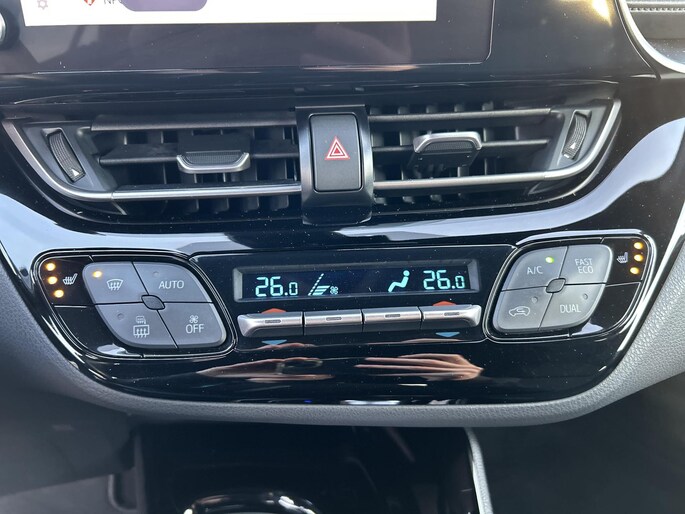 26.0
26.0
AUTO
OFF
A/C
FAST
ECO
DUAL